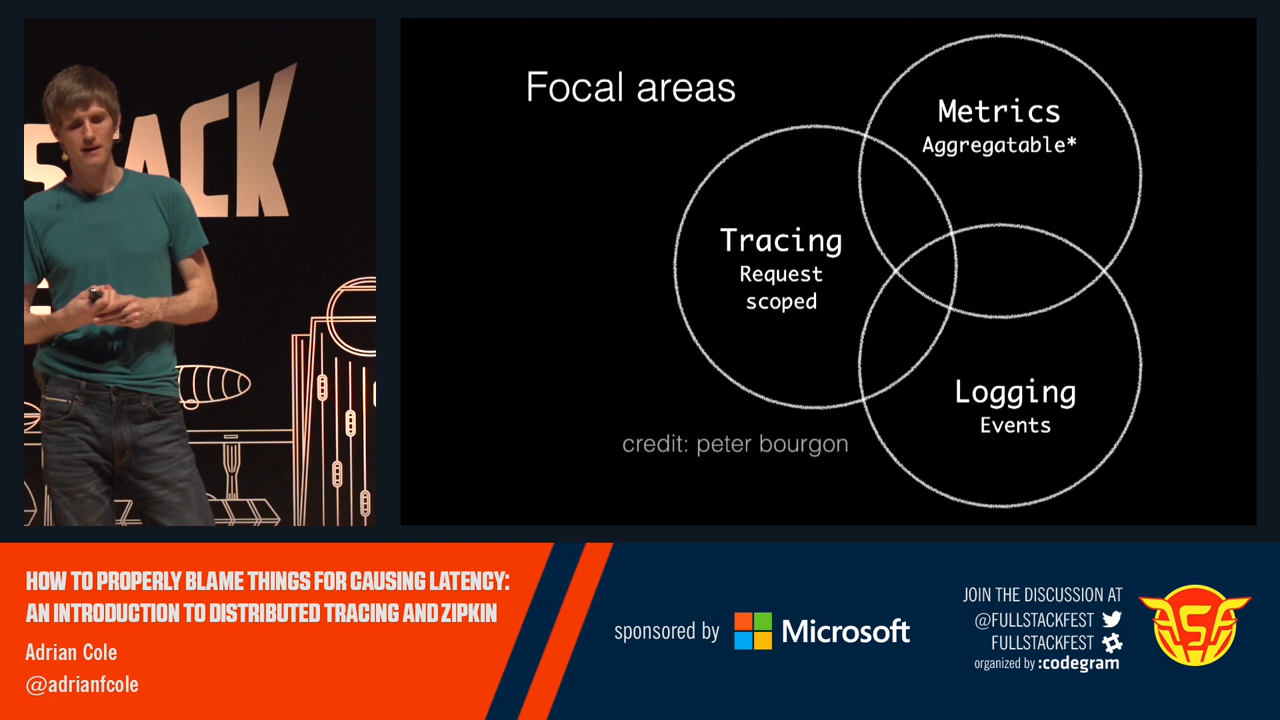 STACK
Focal areas
Metrics
Aggregatable*
Tracing
Request
scoped
Logging
Events
credit: peter bourgon
HOW TO PROPERLY BLAME THINGS FOR CAUSING LATENCY:
AN INTRODUCTION TO DISTRIBUTED TRACING AND ZIPKIN
Adrian Cole
@adrianfcole
sponsored by Microsoft
JOIN THE DISCUSSION AT
@FULLSTACKFEST
FULLSTACKFEST
organized by :codegram
FSF